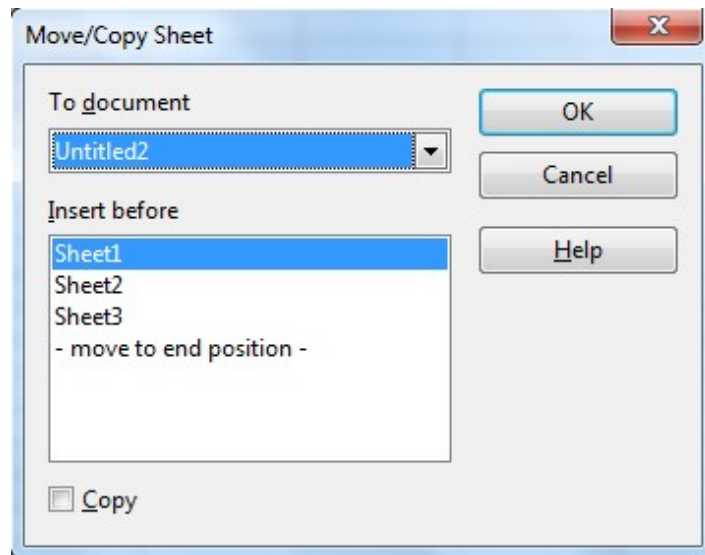 Move/Copy Sheet
To document
Untitled2
Insert before
Sheet1
Sheet2
Sheet3
- move to end position -
Copy
OK
Cancel
Help